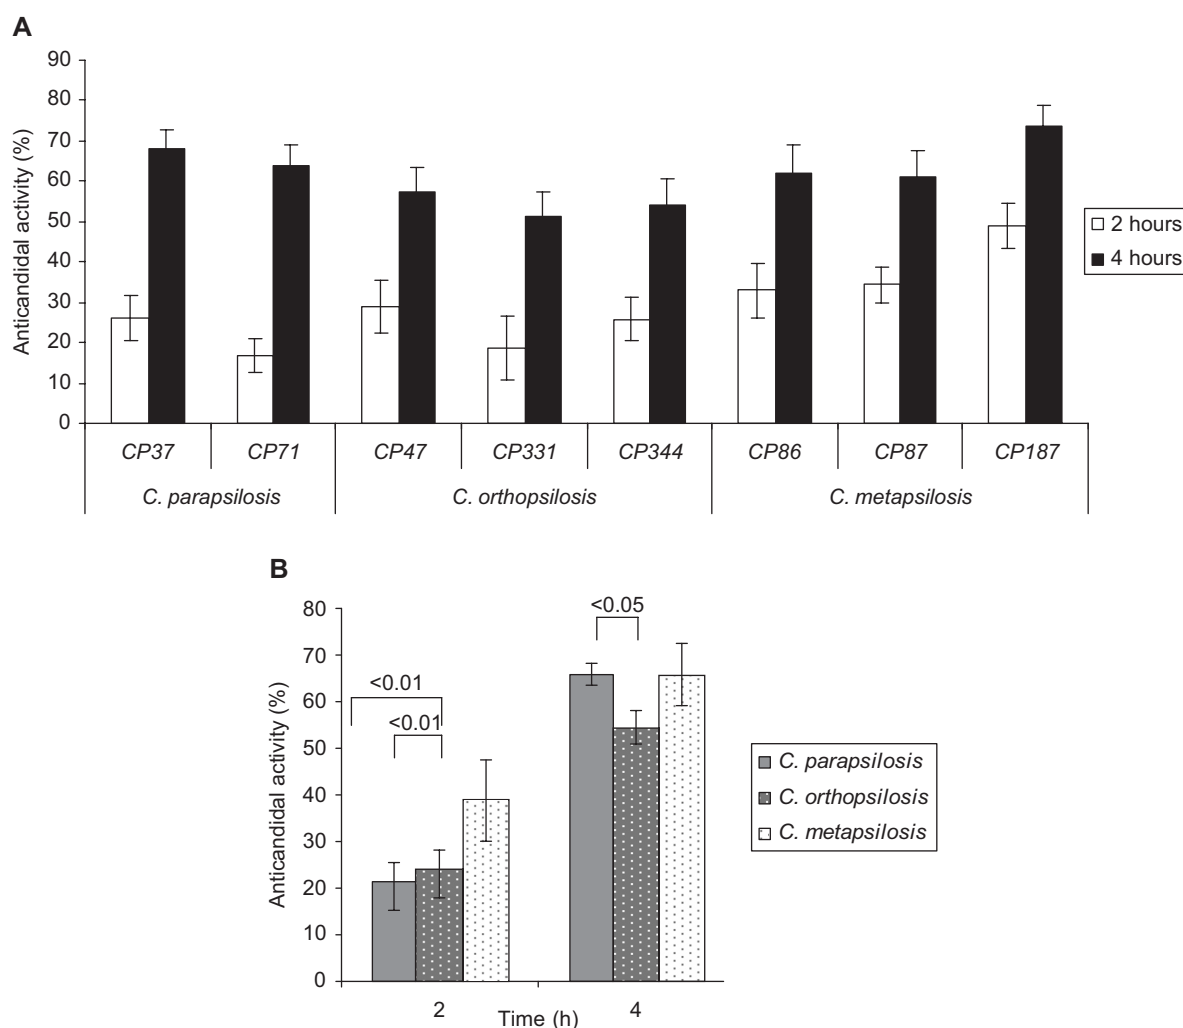 A
90
80
70
60
50
40
30
20
10
0
Anticandidal activity (%)
2 hours
4 hours
CP37 CP71 CP47 CP331 CP344 CP86 CP87 CP187
C. parapsilosis C. orthopsilosis C. metapsilosis
B
80
70
60
50
40
30
20
10
0
Anticandidal activity (%)
<0.05
<0.01
<0.01
C. parapsilosis
C. orthopsilosis
C. metapsilosis
2 4
Time (h)